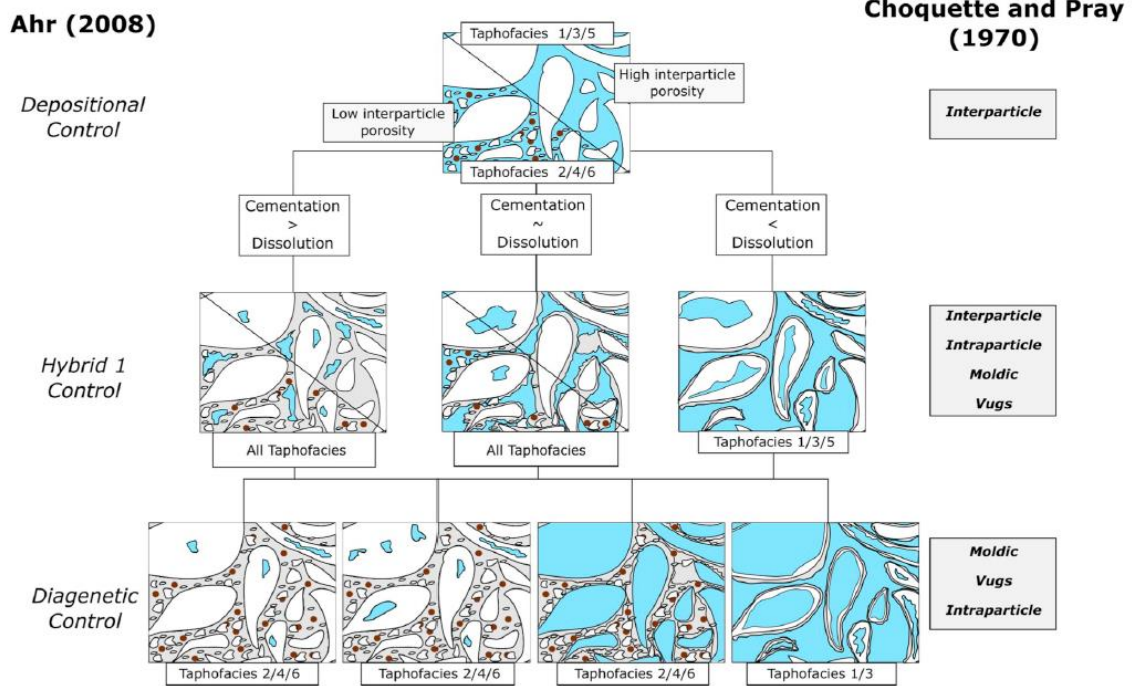 Ahr (2008)
Choquette and Pray
(1970)
Taphofacies 1/3/5
High interparticle
porosity
Low interparticle
porosity
Taphofacies 2/4/6
Depositional
Control
Interparticle
Cementation
>
Dissolution
Cementation
~
Dissolution
Cementation
<
Dissolution
Hybrid 1
Control
Interparticle
Intraparticle
Moldic
Vugs
All Taphofacies
All Taphofacies
Taphofacies 1/3/5
Diagenetic
Control
Moldic
Vugs
Intraparticle
Taphofacies 2/4/6
Taphofacies 2/4/6
Taphofacies 2/4/6
Taphofacies 1/3